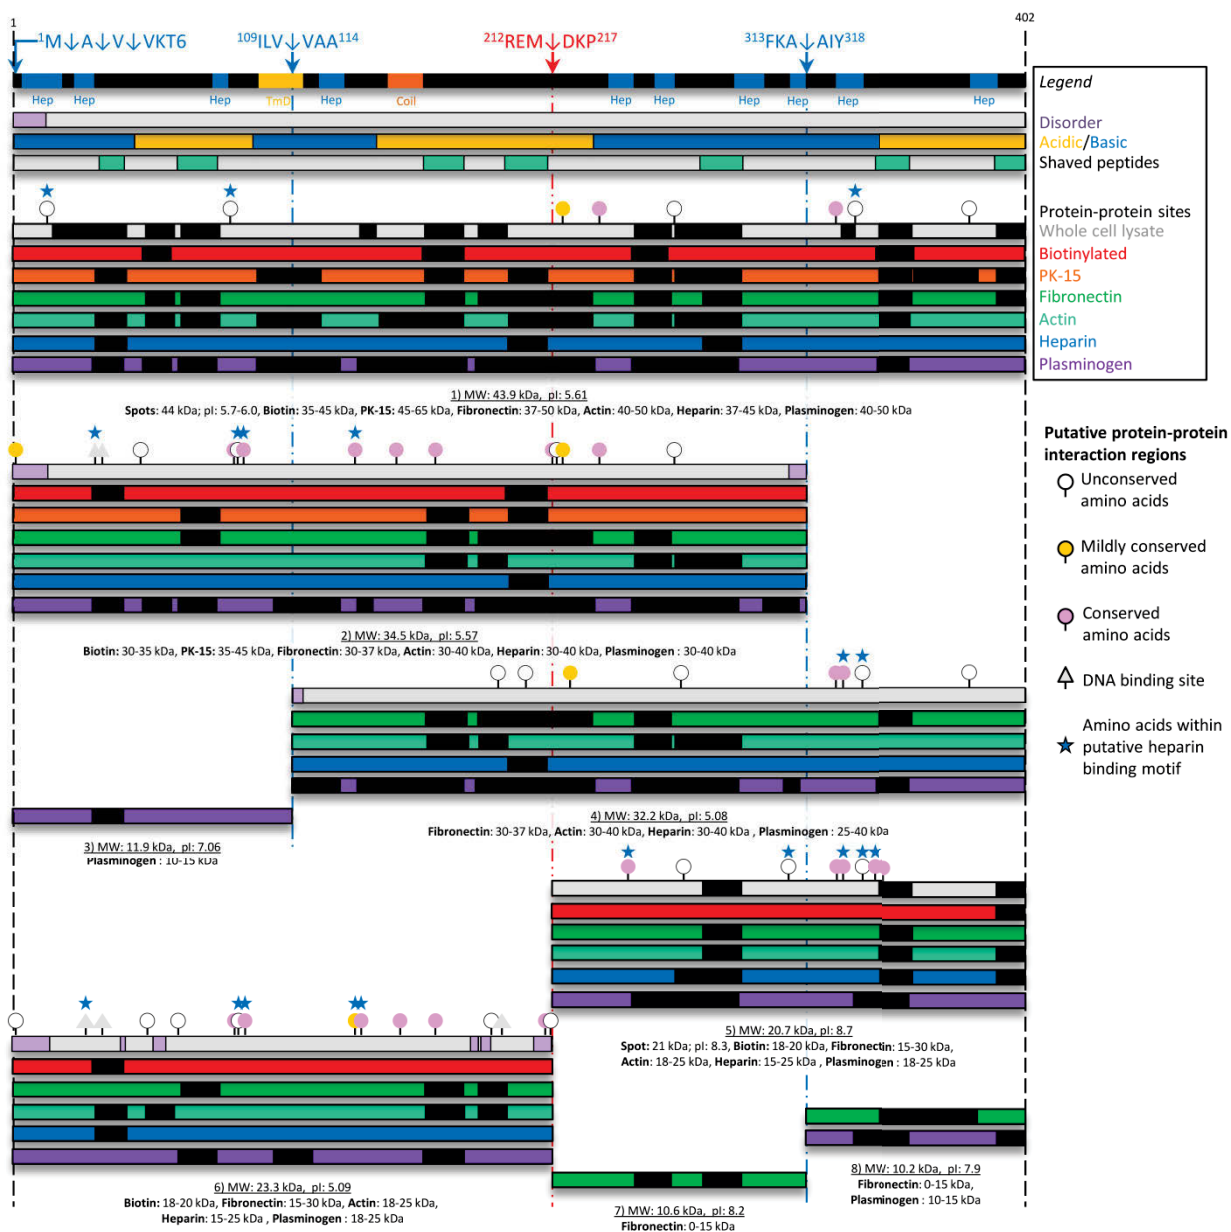 1
402
¹M↓A↓V↓VKT6
¹⁰⁹ILV↓VAA¹¹⁴
²¹²REM↓DKP²¹⁷
³¹³FKA↓AIY³¹⁸
Hep Hep Hep TmD Hep Coil Hep Hep Hep Hep Hep Hep
Legend
Disorder
Acidic/Basic
Shaved peptides
Protein-protein sites
Whole cell lysate
Biotinylated
PK-15
Fibronectin
Actin
Heparin
Plasminogen
1) MW: 43.9 kDa, pI: 5.61
Spots: 44 kDa; pI: 5.7-6.0, Biotin: 35-45 kDa, PK-15: 45-65 kDa, Fibronectin: 37-50 kDa, Actin: 40-50 kDa, Heparin: 37-45 kDa, Plasminogen: 40-50 kDa
Putative protein-protein
interaction regions
Unconserved
amino acids
Mildly conserved
amino acids
Conserved
amino acids
DNA binding site
Amino acids within
putative heparin
binding motif
2) MW: 34.5 kDa, pI: 5.57
Biotin: 30-35 kDa, PK-15: 35-45 kDa, Fibronectin: 30-37 kDa, Actin: 30-40 kDa, Heparin: 30-40 kDa, Plasminogen : 30-40 kDa
3) MW: 11.9 kDa, pI: 7.06
Plasminogen : 10-15 kDa
4) MW: 32.2 kDa, pI: 5.08
Fibronectin: 30-37 kDa, Actin: 30-40 kDa, Heparin: 30-40 kDa , Plasminogen : 25-40 kDa
5) MW: 20.7 kDa, pI: 8.7
Spot: 21 kDa; pI: 8.3, Biotin: 18-20 kDa, Fibronectin: 15-30 kDa,
Actin: 18-25 kDa, Heparin: 15-25 kDa , Plasminogen : 18-25 kDa
6) MW: 23.3 kDa, pI: 5.09
Biotin: 18-20 kDa, Fibronectin: 15-30 kDa, Actin: 18-25 kDa,
Heparin: 15-25 kDa , Plasminogen : 18-25 kDa
7) MW: 10.6 kDa, pI: 8.2
Fibronectin: 0-15 kDa
8) MW: 10.2 kDa, pI: 7.9
Fibronectin: 0-15 kDa,
Plasminogen : 10-15 kDa